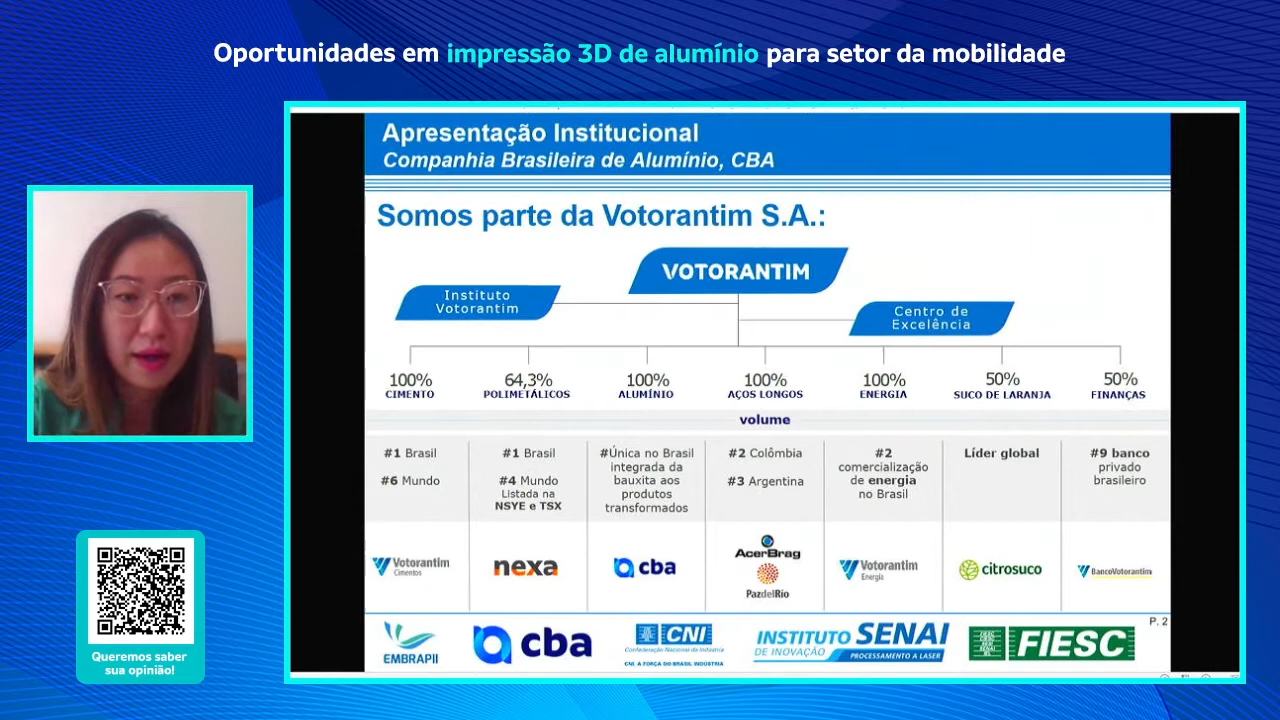 Oportunidades em impressão 3D de alumínio para setor da mobilidade
Apresentação Institucional
Companhia Brasileira de Alumínio, CBA
Somos parte da Votorantim S.A.:
VOTORANTIM
Instituto
Votorantim
Centro de
Excelência
100%
CIMENTO
64,3%
POLIMETÁLICOS
100%
ALUMÍNIO
100%
AÇOS LONGOS
100%
ENERGIA
50%
SUCO DE LARANJA
50%
FINANÇAS
volume
#1 Brasil
#6 Mundo
#1 Brasil
#4 Mundo
Listada na
NSYE e TSX
#Única no Brasil
integrada da
bauxita aos
produtos
transformados
#2 Colômbia
#3 Argentina
#2
comercialização
de energia
no Brasil
Líder global
#9 banco
privado
brasileiro
Votorantim
Cimentos
nexa
cba
AcerBrag
PazdelRío
Votorantim
Energia
citrosuco
BancoVotorantim
P. 2
EMBRAPII
cba
CNI
Confederação Nacional da Indústria
CNI. A FORÇA DO BRASIL INDÚSTRIA
INSTITUTO SENAI
DE INOVAÇÃO
PROCESSAMENTO A LASER
FIESC
Queremos saber
sua opinião!